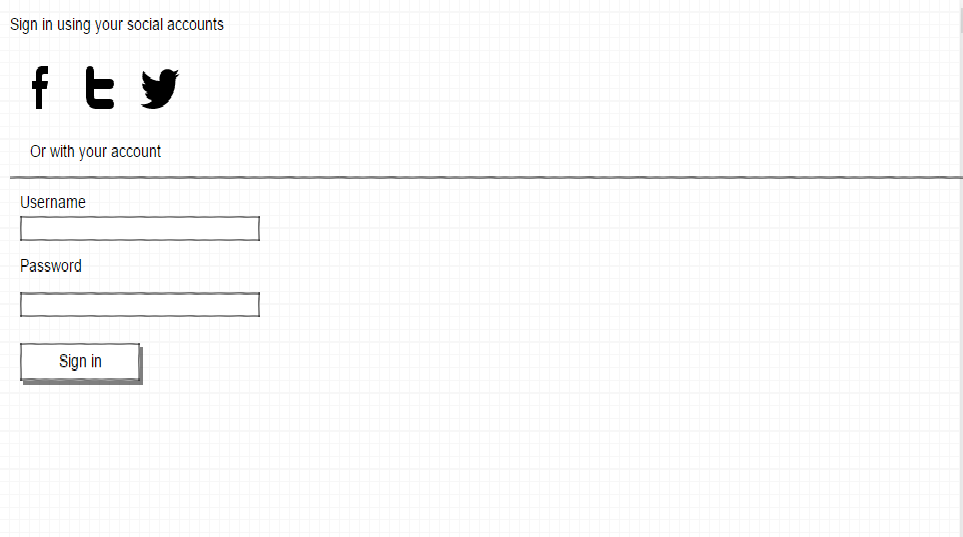 Sign in using your social accounts
Or with your account
Username
Password
Sign in